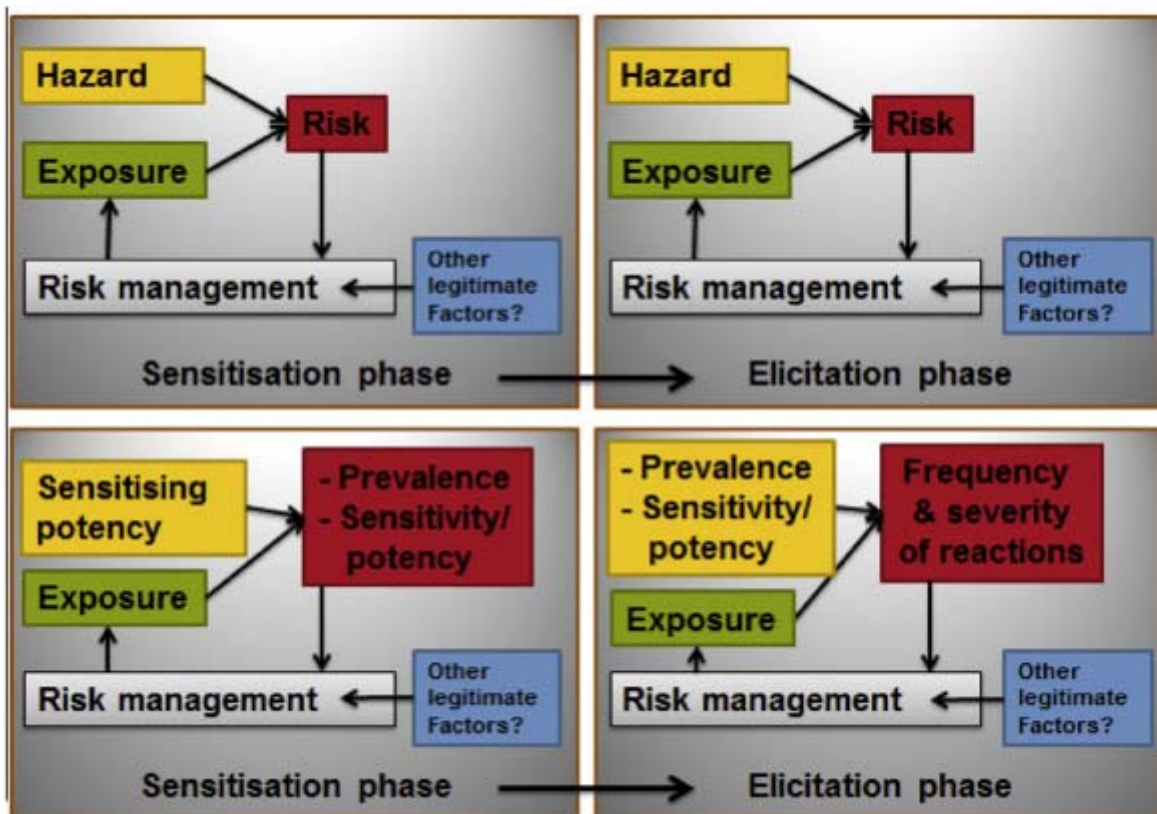 Hazard
Risk
Exposure
Risk management
Other
legitimate
Factors?
Sensitisation phase
Hazard
Risk
Exposure
Risk management
Other
legitimate
Factors?
Elicitation phase
Sensitising
potency
- Prevalence
- Sensitivity/
potency
Exposure
Risk management
Other
legitimate
Factors?
Sensitisation phase
- Prevalence
- Sensitivity/
potency
Frequency
& severity
of reactions
Exposure
Risk management
Other
legitimate
Factors?
Elicitation phase